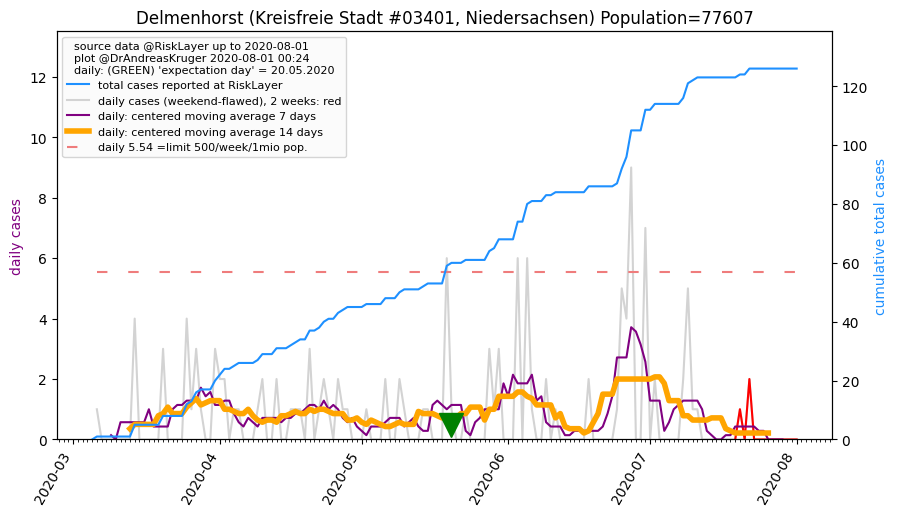 Delmenhorst (Kreisfreie Stadt #03401, Niedersachsen) Population=77607
source data @RiskLayer up to 2020-08-01
plot @DrAndreasKruger 2020-08-01 00:24
daily: (GREEN) 'expectation day' = 20.05.2020
total cases reported at RiskLayer
daily cases (weekend-flawed), 2 weeks: red
daily: centered moving average 7 days
daily: centered moving average 14 days
daily 5.54 =limit 500/week/1mio pop.
daily cases
0
2
4
6
8
10
12
cumulative total cases
0
20
40
60
80
100
120
2020-03
2020-04
2020-05
2020-06
2020-07
2020-08